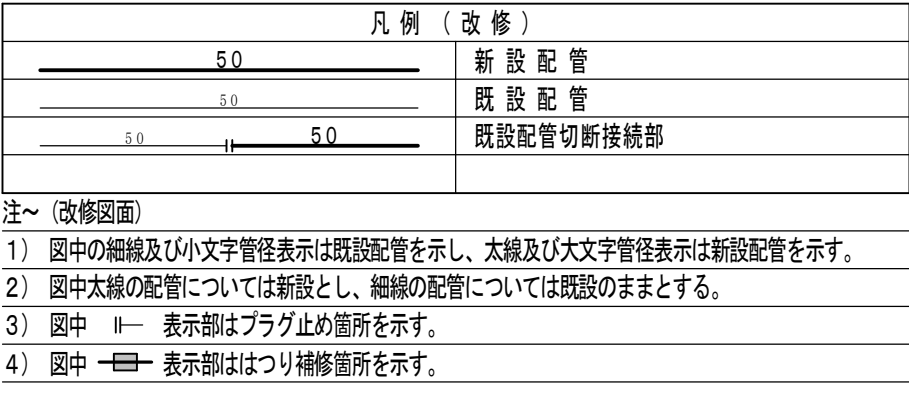 凡例（改修）
50 新設配管
50 既設配管
50 50 既設配管切断接続部
注～（改修図面）
1） 図中の細線及び小文字管径表示は既設配管を示し、太線及び大文字管径表示は新設配管を示す。
2） 図中太線の配管については新設とし、細線の配管については既設のままとする。
3） 図中 表示部はプラグ止め箇所を示す。
4） 図中 表示部ははつり補修箇所を示す。